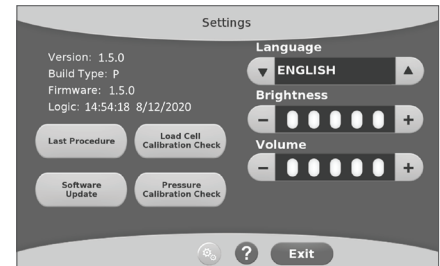 Settings
Version: 1.5.0
Build Type: P
Firmware: 1.5.0
Logic: 14:54:18 8/12/2020
Last Procedure
Load Cell
Calibration Check
Software
Update
Pressure
Calibration Check
Language
ENGLISH
Brightness
- +
Volume
- +
? Exit